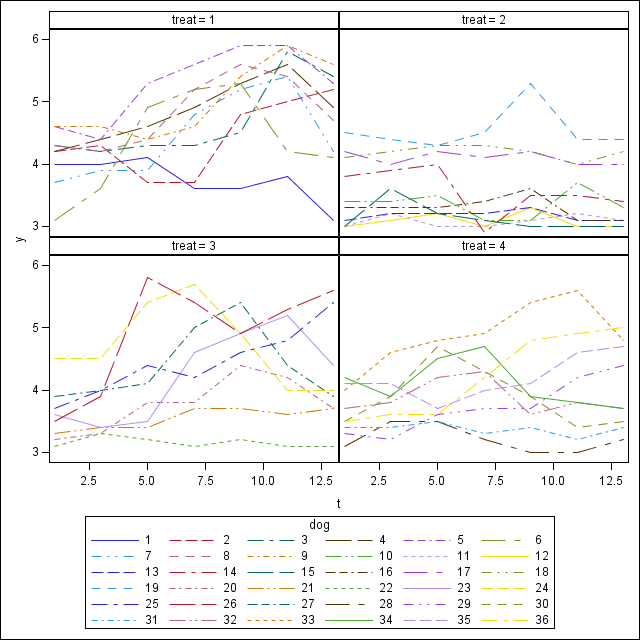 treat = 1 treat = 2
6
5
4
3
y
treat = 3 treat = 4
6
5
4
3
2.5 5.0 7.5 10.0 12.5 2.5 5.0 7.5 10.0 12.5
t
dog
1 2 3 4 5 6
7 8 9 10 11 12
13 14 15 16 17 18
19 20 21 22 23 24
25 26 27 28 29 30
31 32 33 34 35 36